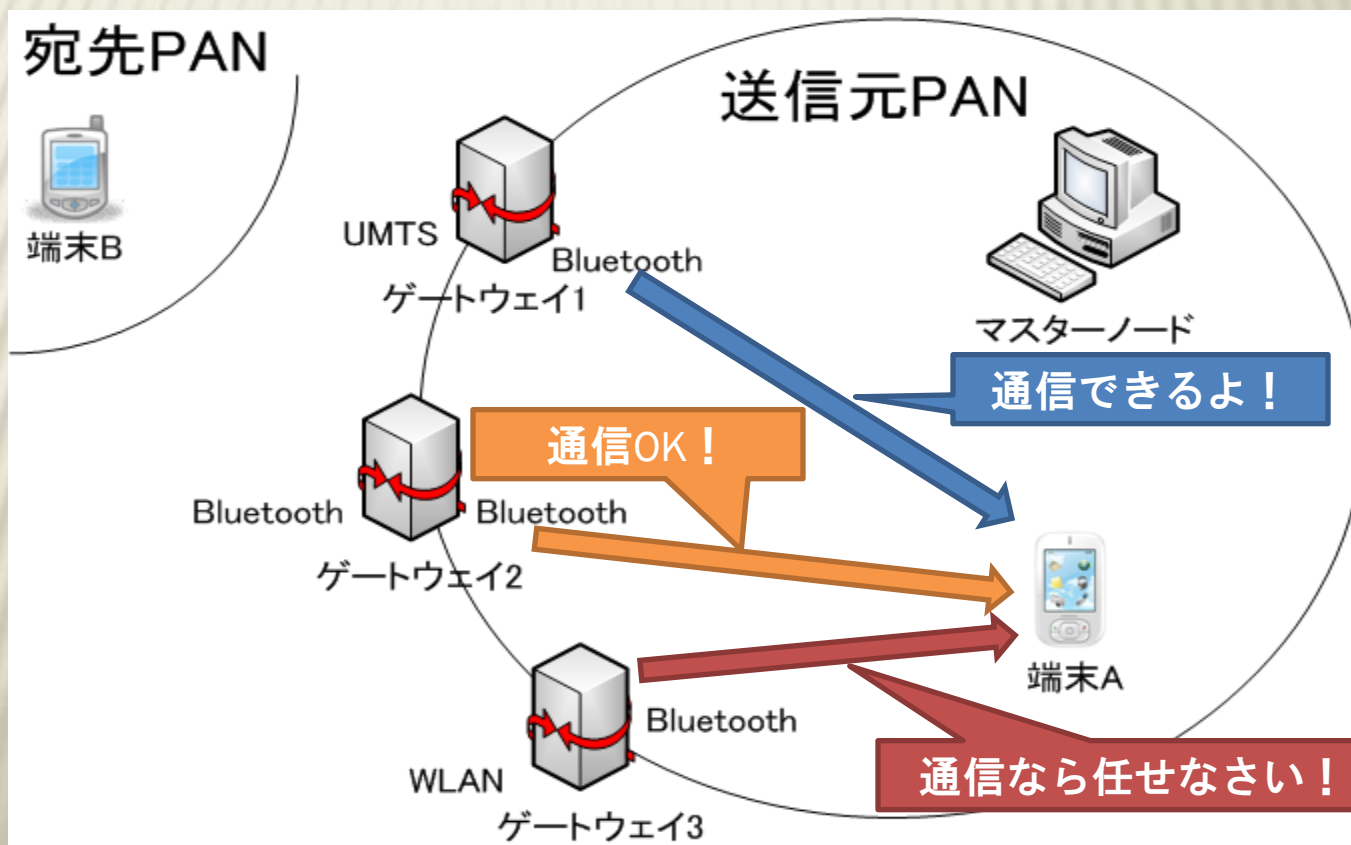 宛先PAN
送信元PAN
端末B
UMTS
Bluetooth
ゲートウェイ1
マスターノード
通信できるよ！
通信OK！
Bluetooth
Bluetooth
ゲートウェイ2
端末A
Bluetooth
WLAN
通信なら任せなさい！
ゲートウェイ3